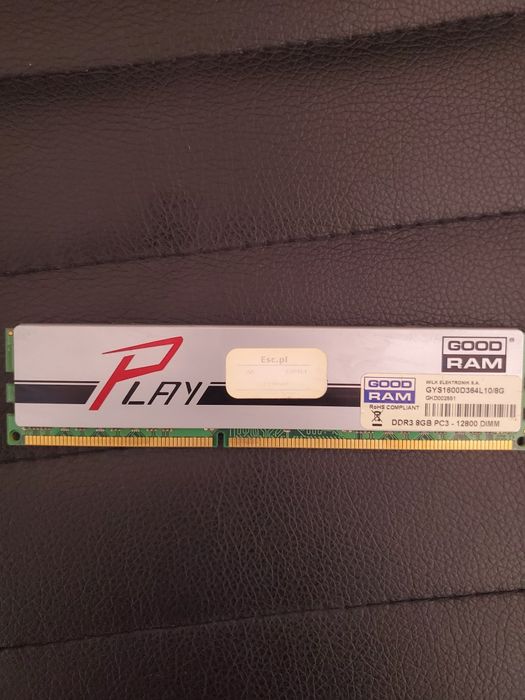 PLAY
Esc.pl
GOOD
RAM
®
GOOD
RAM
RoHS COMPLIANT
WILK ELEKTRONIK S.A.
GYS1600D364L10/8G
DDR3 8GB PC3 - 12800 DIMM